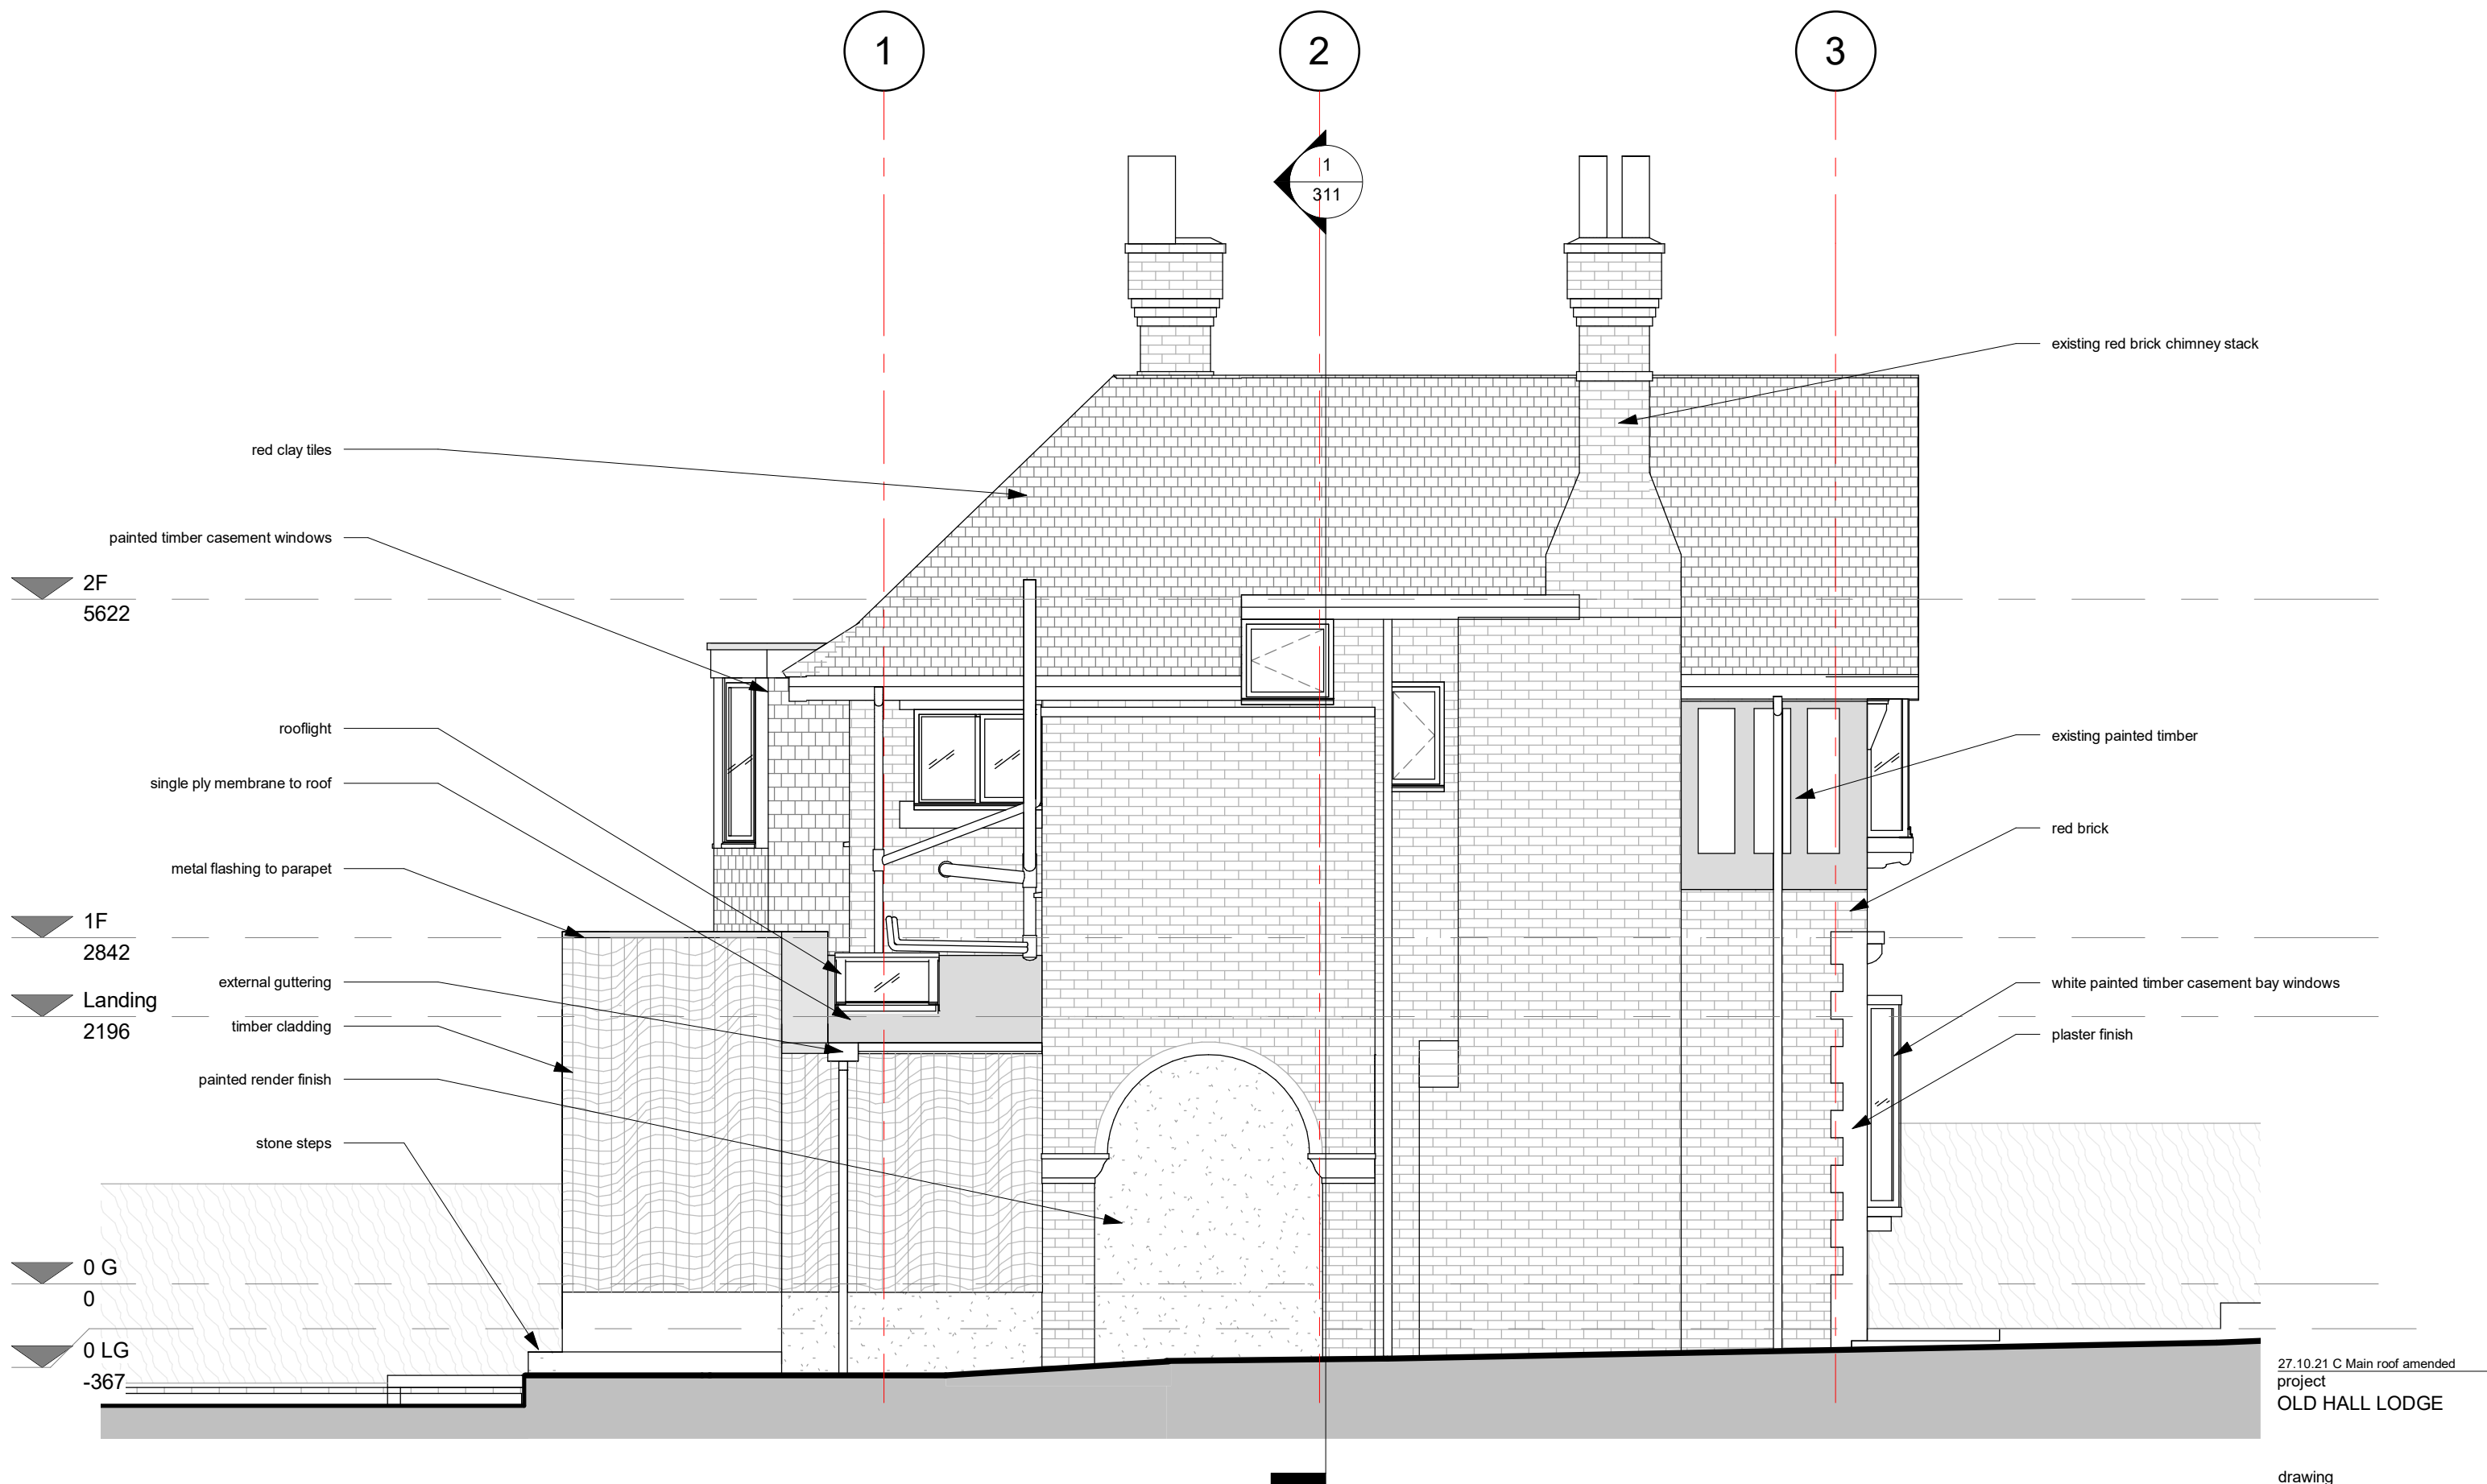 1
2
3
1
311
existing red brick chimney stack
red clay tiles
painted timber casement windows
2F
5622
rooflight
existing painted timber
single ply membrane to roof
red brick
metal flashing to parapet
1F
2842
external guttering
white painted timber casement bay windows
Landing
2196
timber cladding
plaster finish
painted render finish
stone steps
0 G
0
0 LG
-367
27.10.21 C Main roof amended
project
OLD HALL LODGE
drawing